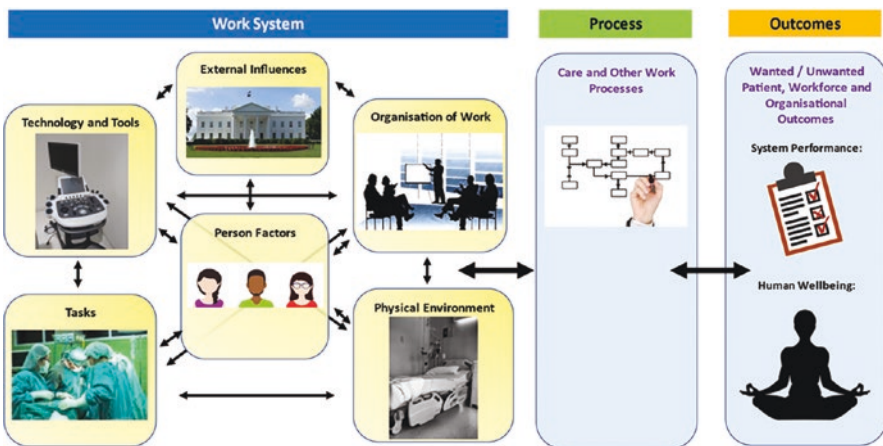 Work System
Process
Outcomes
External Influences
Technology and Tools
Organisation of Work
Person Factors
Tasks
Physical Environment
Care and Other Work
Processes
Wanted / Unwanted
Patient, Workforce and
Organisational
Outcomes
System Performance:
Human Wellbeing: